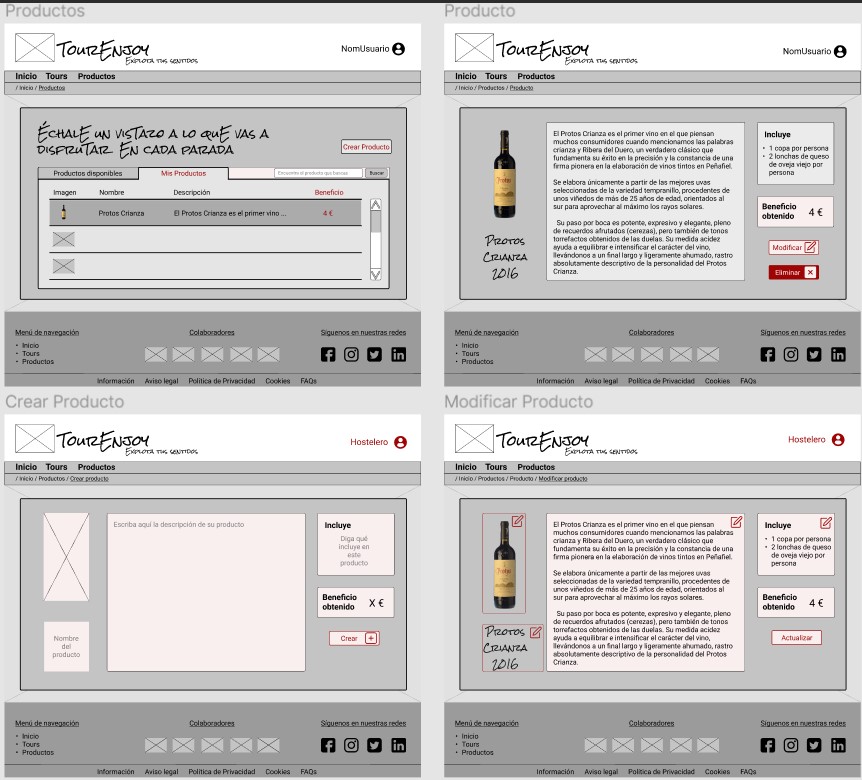 Productos
TourEnjoy
Explota tus sentidos
NomUsuario
Inicio Tours Productos
/ Inicio / Productos
Échale un vistazo a lo que vas a
disfrutar en cada parada
Crear Producto
Productos disponibles Mis Productos Encuentre el producto que buscas Buscar
Imagen Nombre Descripción Beneficio
Protos Crianza El Protos Crianza es el primer vino ... 4 €
Menú de navegación
• Inicio
• Tours
• Productos
Colaboradores
Síguenos en nuestras redes
Información Aviso legal Política de Privacidad Cookies FAQs
Producto
TourEnjoy
Explota tus sentidos
NomUsuario
Inicio Tours Productos
/ Inicio / Productos / Producto
Protos
Crianza
2016
El Protos Crianza es el primer vino en el que piensan
muchos consumidores cuando mencionamos las palabras
crianza y Ribera del Duero, un verdadero clásico que
fundamenta su éxito en la precisión y la constancia de una
firma pionera en la elaboración de vinos tintos en Peñafiel.
Se elabora únicamente a partir de las mejores uvas
seleccionadas de la variedad tempranillo, procedentes de
unos viñedos de más de 25 años de edad, orientados al
sur para aprovechar al máximo los rayos solares.
Su paso por boca es potente, expresivo y elegante, pleno
de recuerdos afrutados (cerezas), pero también de tonos
torrefactos obtenidos de las duelas. Su medida acidez
ayuda a equilibrar e intensificar el carácter del vino,
llevándonos a un final largo y ligeramente ahumado, rastro
absolutamente descriptivo de la personalidad del Protos
Crianza.
Incluye
• 1 copa por persona
• 2 lonchas de queso
de oveja viejo por
persona
Beneficio
obtenido 4 €
Modificar
Eliminar
Menú de navegación
• Inicio
• Tours
• Productos
Colaboradores
Síguenos en nuestras redes
Información Aviso legal Política de Privacidad Cookies FAQs
Crear Producto
TourEnjoy
Explota tus sentidos
Hostelero
Inicio Tours Productos
/ Inicio / Productos / Crear producto
Nombre
del
producto
Escriba aquí la descripción de su producto
Incluye
Diga qué
incluye en
este
producto
Beneficio
obtenido X €
Crear
Menú de navegación
• Inicio
• Tours
• Productos
Colaboradores
Síguenos en nuestras redes
Información Aviso legal Política de Privacidad Cookies FAQs
Modificar Producto
TourEnjoy
Explota tus sentidos
Hostelero
Inicio Tours Productos
/ Inicio / Productos / Producto / Modificar producto
Protos
Crianza
2016
El Protos Crianza es el primer vino en el que piensan
muchos consumidores cuando mencionamos las palabras
crianza y Ribera del Duero, un verdadero clásico que
fundamenta su éxito en la precisión y la constancia de una
firma pionera en la elaboración de vinos tintos en Peñafiel.
Se elabora únicamente a partir de las mejores uvas
seleccionadas de la variedad tempranillo, procedentes de
unos viñedos de más de 25 años de edad, orientados al
sur para aprovechar al máximo los rayos solares.
Su paso por boca es potente, expresivo y elegante, pleno
de recuerdos afrutados (cerezas), pero también de tonos
torrefactos obtenidos de las duelas. Su medida acidez
ayuda a equilibrar e intensificar el carácter del vino,
llevándonos a un final largo y ligeramente ahumado, rastro
absolutamente descriptivo de la personalidad del Protos
Crianza.
Incluye
• 1 copa por persona
• 2 lonchas de queso
de oveja viejo por
persona
Beneficio
obtenido 4 €
Actualizar
Menú de navegación
• Inicio
• Tours
• Productos
Colaboradores
Síguenos en nuestras redes
Información Aviso legal Política de Privacidad Cookies FAQs